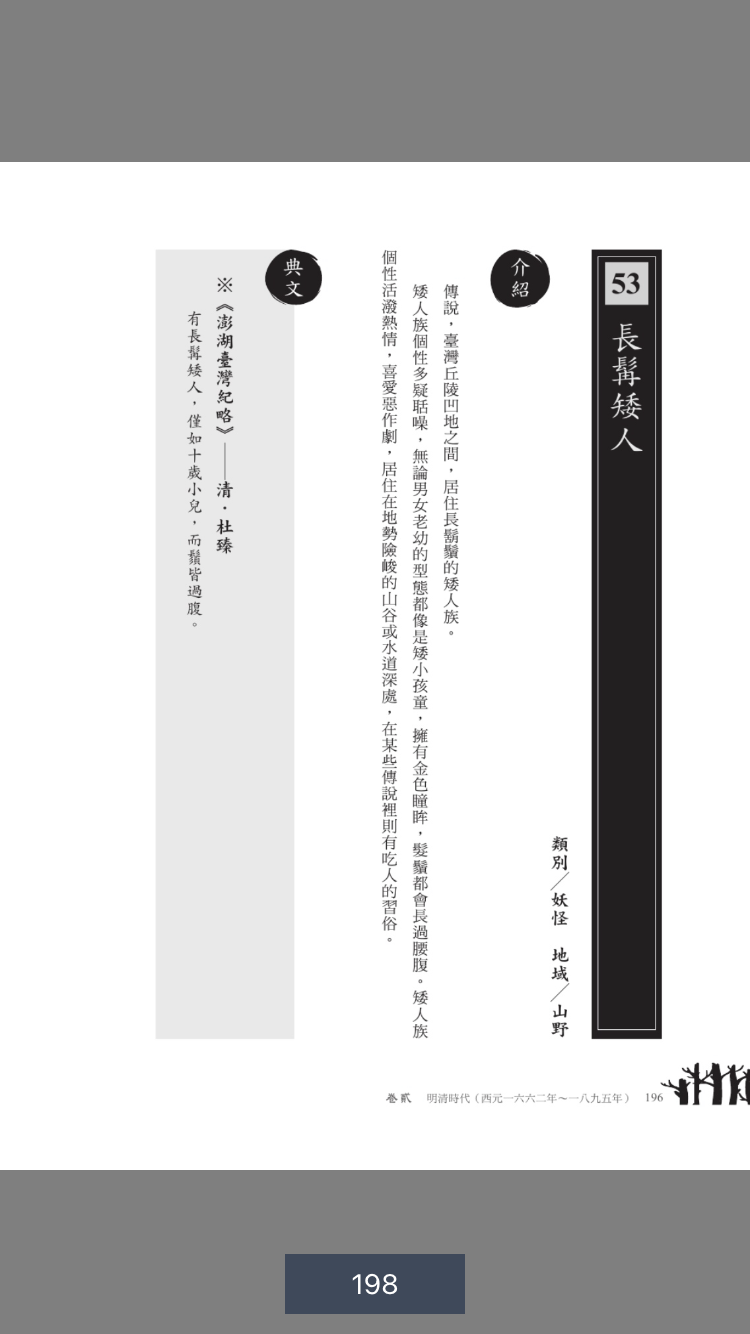 53
長髯矮人
類別／妖怪　地域／山野
介紹
傳說，臺灣丘陵凹地之間，居住長鬍鬚的矮人族。
矮人族個性多疑聒噪，無論男女老幼的型態都像是矮小孩童，擁有金色瞳眸，髮鬚都會長過腰腹。矮人族
個性活潑熱情，喜愛惡作劇，居住在地勢險峻的山谷或水道深處，在某些傳說裡則有吃人的習俗。
典文
※《澎湖臺灣紀略》——清·杜臻
有長髯矮人，僅如十歲小兒，而鬚皆過腹。
卷貳　明清時代（西元一六六二年～一八九五年）　196
198